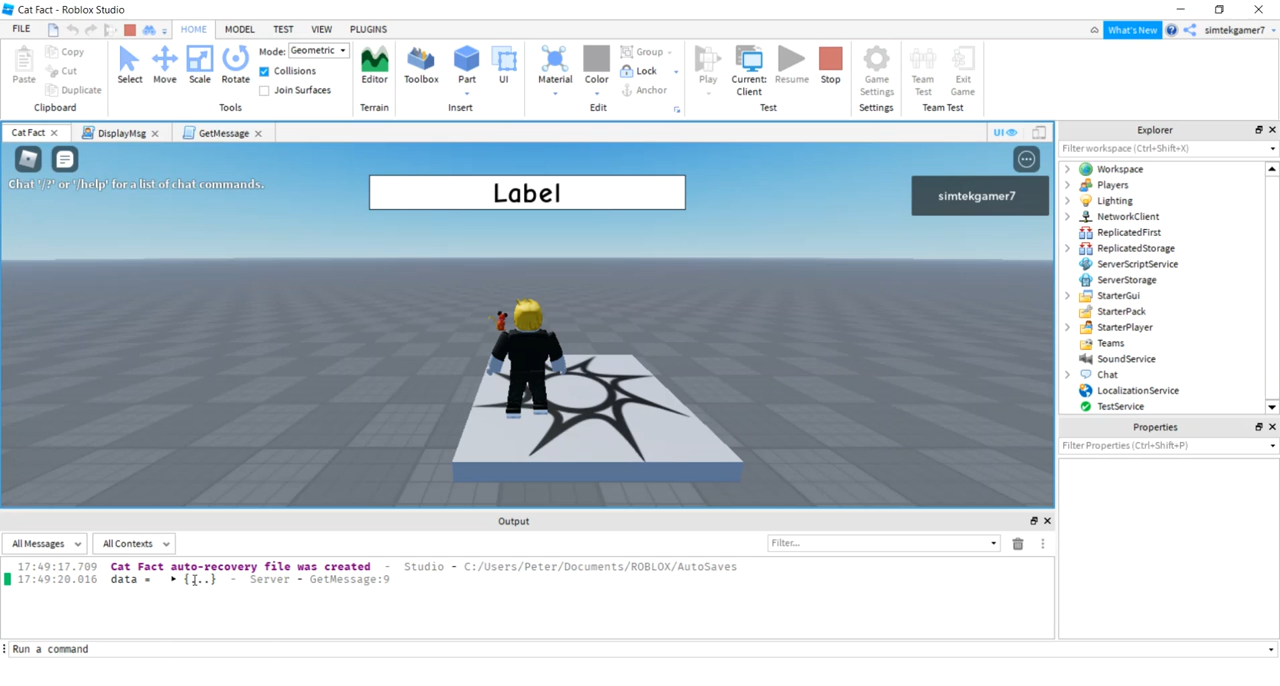 Cat Fact - Roblox Studio
FILE HOME MODEL TEST VIEW PLUGINS What's New simtekgamer7
Paste Copy Cut Duplicate Select Move Scale Rotate Mode: Geometric Collisions Join Surfaces Editor Toolbox Part UI Material Color Group Lock Anchor Play Current: Client Resume Stop Game Settings Team Test Exit Game
Clipboard Tools Terrain Insert Edit Test Settings Team Test
Cat Fact DisplayMsg GetMessage UI
Chat '/?' or '/help' for a list of chat commands.
Label
simtekgamer7
Explorer
Filter workspace (Ctrl+Shift+X)
Workspace
Players
Lighting
NetworkClient
ReplicatedFirst
ReplicatedStorage
ServerScriptService
ServerStorage
StarterGui
StarterPack
StarterPlayer
Teams
SoundService
Chat
LocalizationService
TestService
Properties
Filter Properties (Ctrl+Shift+P)
Output
All Messages All Contexts Filter...
17:49:17.709 Cat Fact auto-recovery file was created - Studio - C:/Users/Peter/Documents/ROBLOX/AutoSaves
17:49:20.016 data = ▶ {...} - Server - GetMessage:9
Run a command